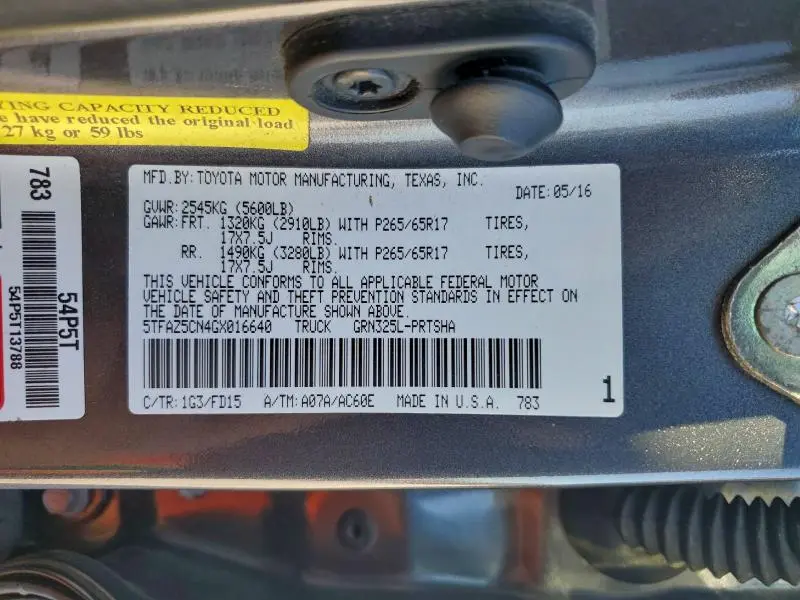 YING CAPACITY REDUCED
e have reduced the original load
27 kg or 59 lbs
783
54P5T
54P5T13788
MFD.BY:TOYOTA MOTOR MANUFACTURING, TEXAS, INC.
DATE:05/16
GVWR:2545KG (5600LB)
GAWR:FRT. 1320KG (2910LB) WITH P265/65R17 TIRES,
17X7.5J RIMS.
RR. 1490KG (3280LB) WITH P265/65R17 TIRES,
17X7.5J RIMS.
THIS VEHICLE CONFORMS TO ALL APPLICABLE FEDERAL MOTOR
VEHICLE SAFETY AND THEFT PREVENTION STANDARDS IN EFFECT ON
THE DATE OF MANUFACTURE SHOWN ABOVE.
5TFAZ5CN4GX016640 TRUCK GRN325L-PRTSHA
C/TR:1G3/FD15 A/TM:A07A/AC60E MADE IN U.S.A. 783
1